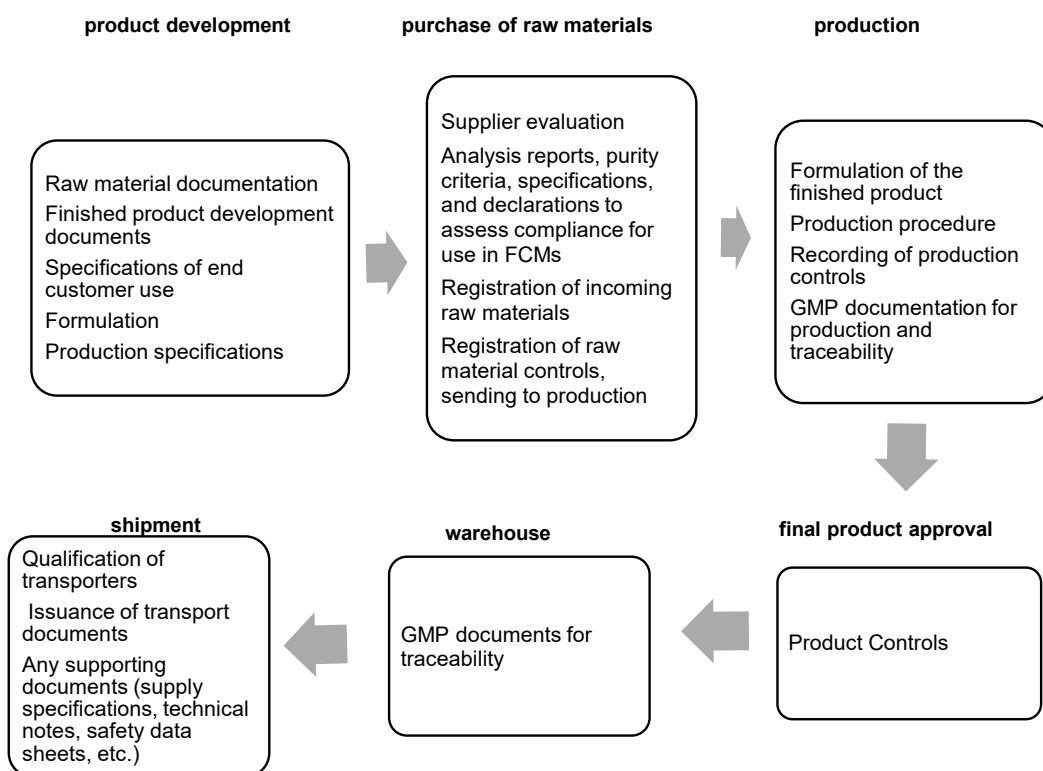 product development
Raw material documentation
Finished product development
documents
Specifications of end
customer use
Formulation
Production specifications
purchase of raw materials
Supplier evaluation
Analysis reports, purity
criteria, specifications,
and declarations to
assess compliance for
use in FCMs
Registration of incoming
raw materials
Registration of raw
material controls,
sending to production
production
Formulation of the
finished product
Production procedure
Recording of production
controls
GMP documentation for
production and
traceability
final product approval
Product Controls
warehouse
GMP documents for
traceability
shipment
Qualification of
transporters
Issuance of transport
documents
Any supporting
documents (supply
specifications, technical
notes, safety data
sheets, etc.)